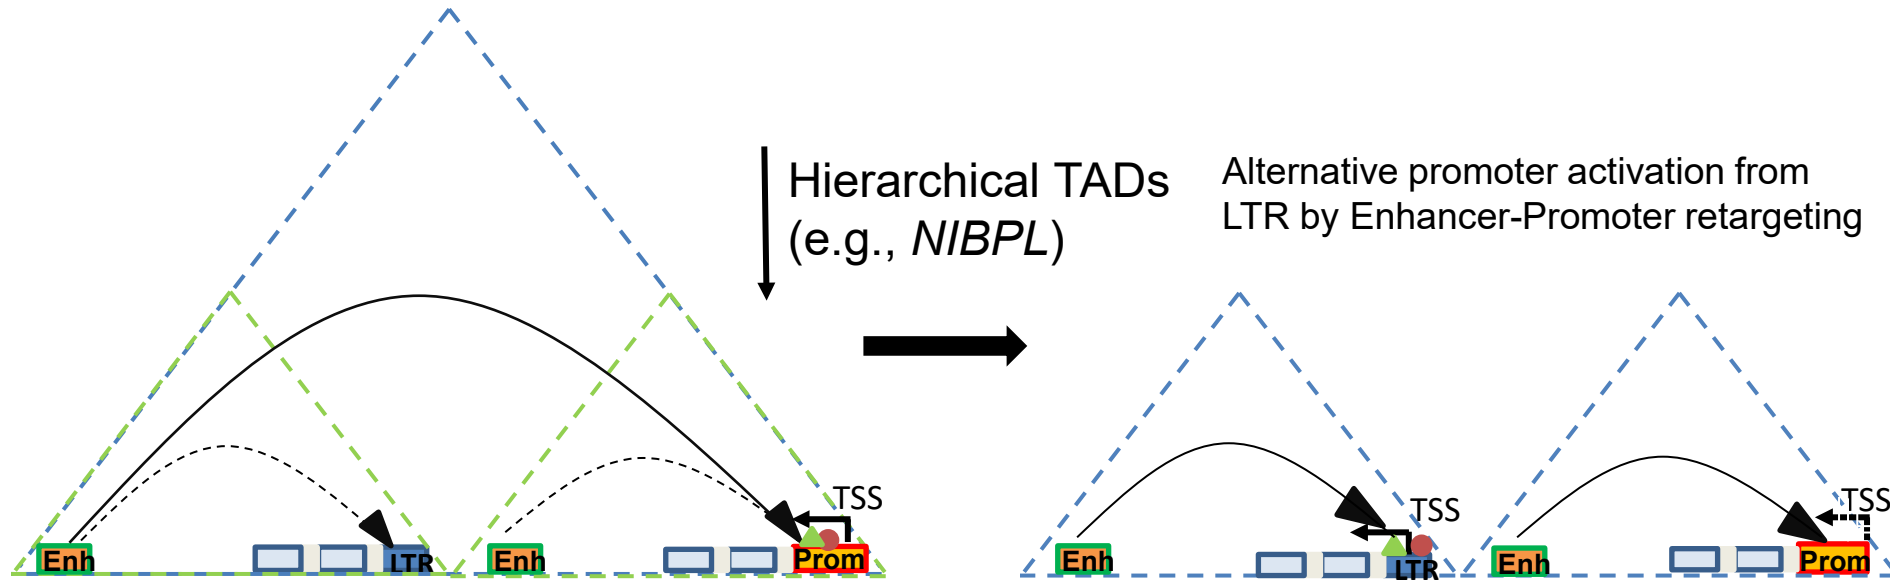 Hierarchical TADs
(e.g., NIBPL)
Alternative promoter activation from
LTR by Enhancer-Promoter retargeting
TSS
TSS
TSS
Enh
LTR
Enh
Prom
Enh
LTR
Enh
Prom